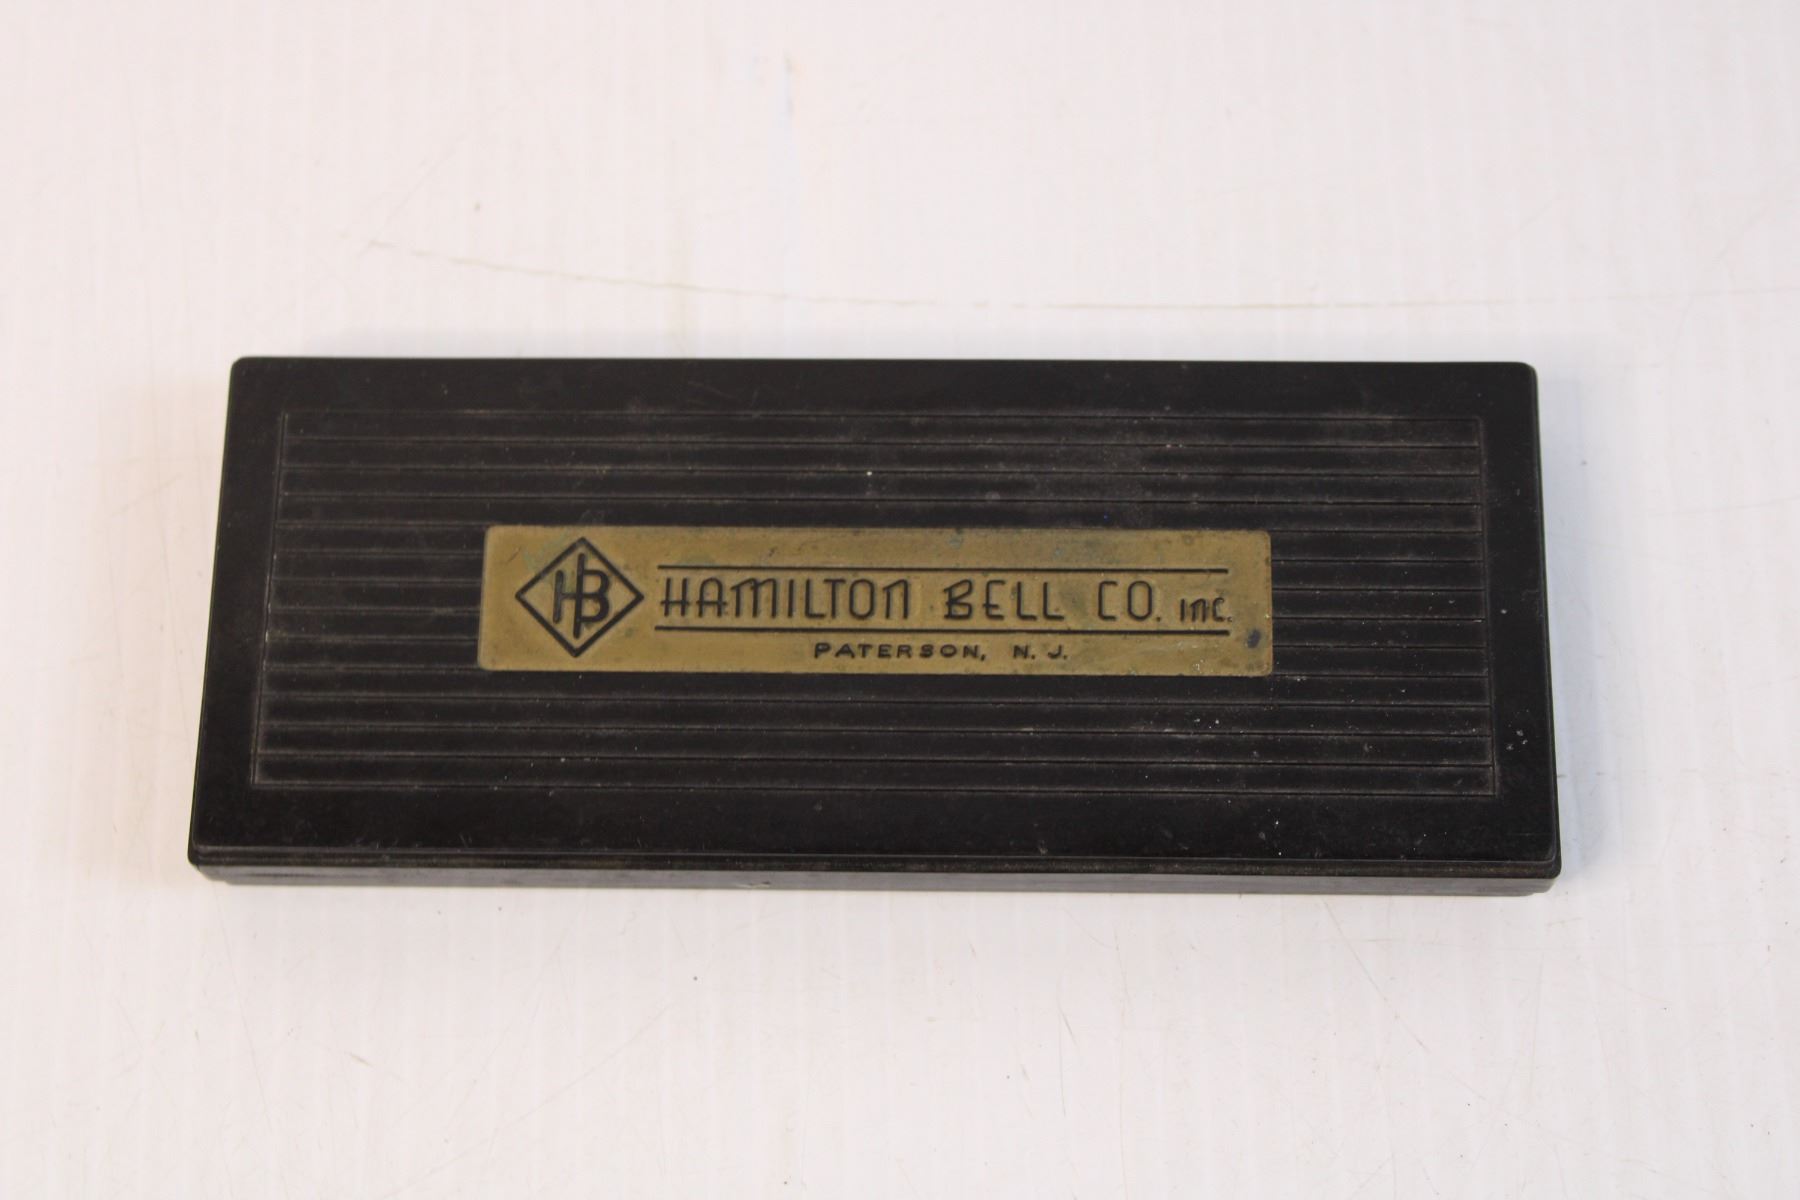 HB HAMILTON BELL CO. INC.
PATERSON, N. J.